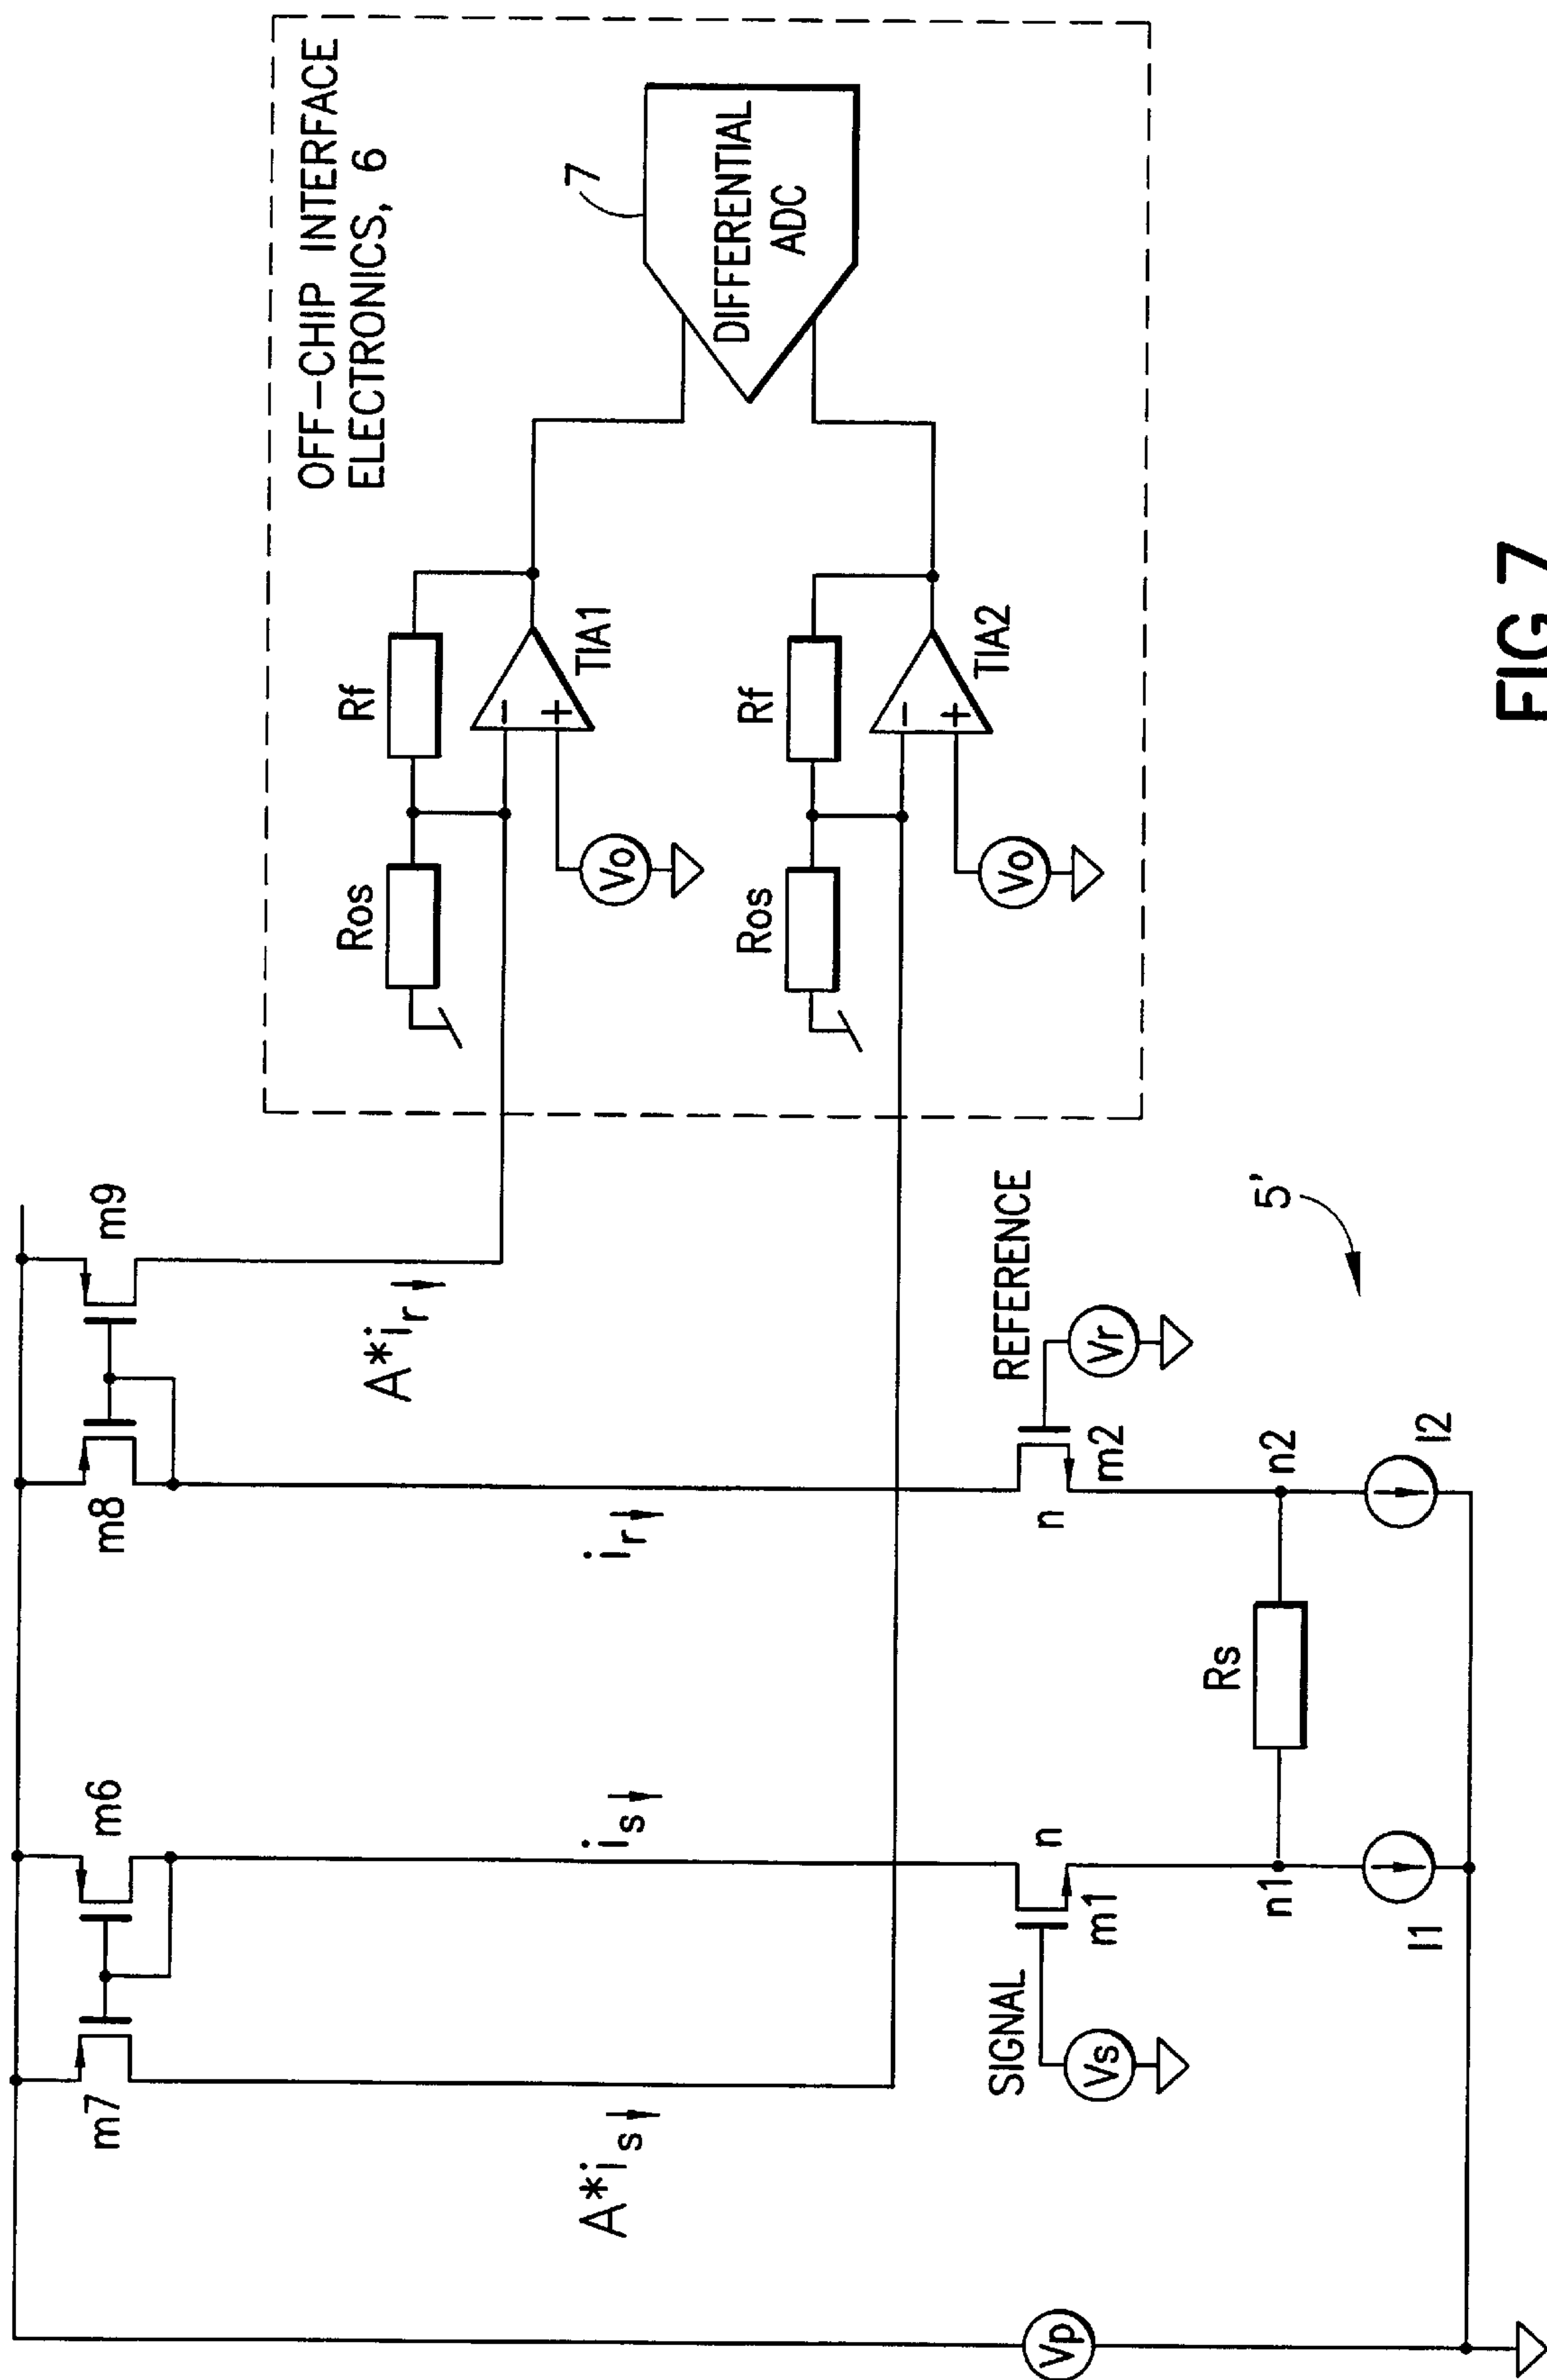 OFF-CHIP INTERFACE
ELECTRONICS, 6
7
DIFFERENTIAL
ADC
Rf
Ros
TIA1
Vo
Rf
Ros
TIA2
Vo
m7
m6
m8
m9
A*is
is
ir
A*ir
SIGNAL
Vs
m1
n
REFERENCE
Vr
m2
n
n1
Rs
n2
I1
I2
Vp
5'
FIG.7